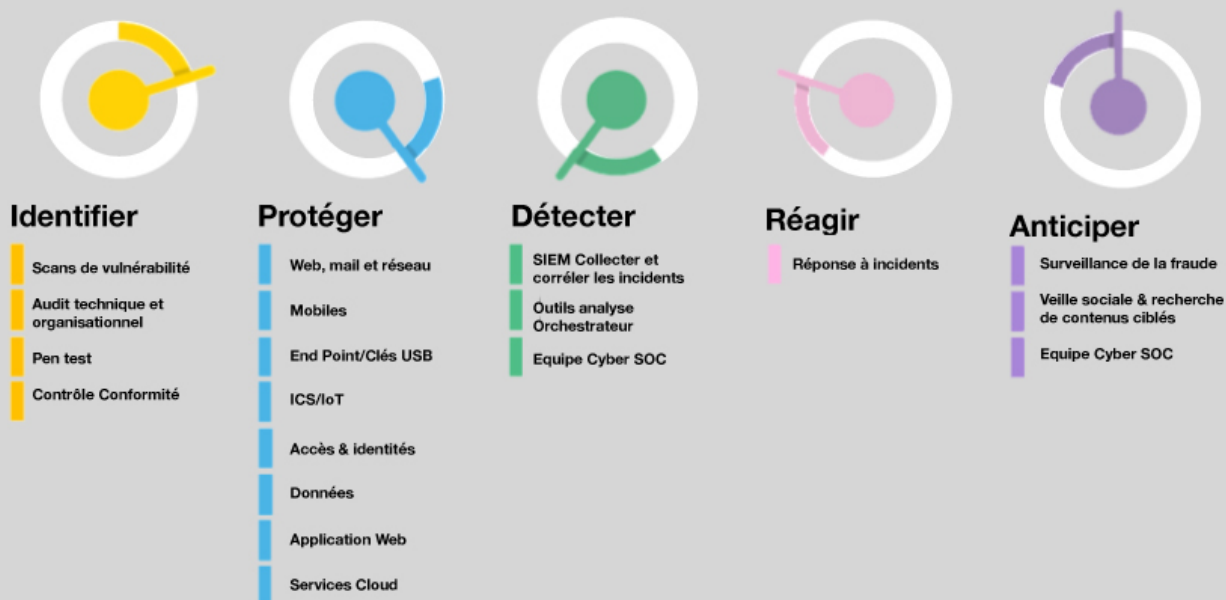 Identifier
Scans de vulnérabilité
Audit technique et
organisationnel
Pen test
Contrôle Conformité
Protéger
Web, mail et réseau
Mobiles
End Point/Clés USB
ICS/IoT
Accès & identités
Données
Application Web
Services Cloud
Détecter
SIEM Collecter et
corréler les incidents
Outils analyse
Orchestrateur
Equipe Cyber SOC
Réagir
Réponse à incidents
Anticiper
Surveillance de la fraude
Veille sociale & recherche
de contenus ciblés
Equipe Cyber SOC